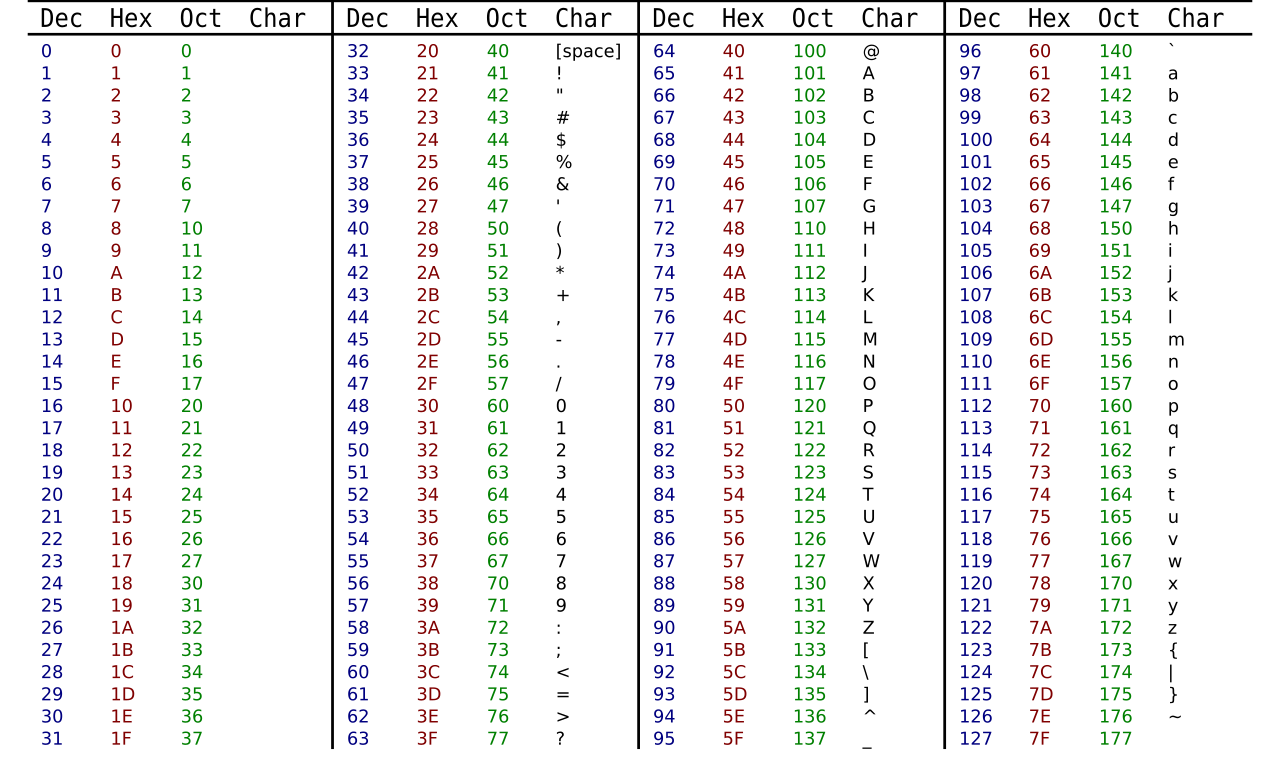 Dec Hex Oct Char Dec Hex Oct Char Dec Hex Oct Char Dec Hex Oct Char
0 0 0 32 20 40 [space] 64 40 100 @ 96 60 140 `
1 1 1 33 21 41 ! 65 41 101 A 97 61 141 a
2 2 2 34 22 42 " 66 42 102 B 98 62 142 b
3 3 3 35 23 43 # 67 43 103 C 99 63 143 c
4 4 4 36 24 44 $ 68 44 104 D 100 64 144 d
5 5 5 37 25 45 % 69 45 105 E 101 65 145 e
6 6 6 38 26 46 & 70 46 106 F 102 66 146 f
7 7 7 39 27 47 ' 71 47 107 G 103 67 147 g
8 8 10 40 28 50 ( 72 48 110 H 104 68 150 h
9 9 11 41 29 51 ) 73 49 111 I 105 69 151 i
10 A 12 42 2A 52 * 74 4A 112 J 106 6A 152 j
11 B 13 43 2B 53 + 75 4B 113 K 107 6B 153 k
12 C 14 44 2C 54 , 76 4C 114 L 108 6C 154 l
13 D 15 45 2D 55 - 77 4D 115 M 109 6D 155 m
14 E 16 46 2E 56 . 78 4E 116 N 110 6E 156 n
15 F 17 47 2F 57 / 79 4F 117 O 111 6F 157 o
16 10 20 48 30 60 0 80 50 120 P 112 70 160 p
17 11 21 49 31 61 1 81 51 121 Q 113 71 161 q
18 12 22 50 32 62 2 82 52 122 R 114 72 162 r
19 13 23 51 33 63 3 83 53 123 S 115 73 163 s
20 14 24 52 34 64 4 84 54 124 T 116 74 164 t
21 15 25 53 35 65 5 85 55 125 U 117 75 165 u
22 16 26 54 36 66 6 86 56 126 V 118 76 166 v
23 17 27 55 37 67 7 87 57 127 W 119 77 167 w
24 18 30 56 38 70 8 88 58 130 X 120 78 170 x
25 19 31 57 39 71 9 89 59 131 Y 121 79 171 y
26 1A 32 58 3A 72 : 90 5A 132 Z 122 7A 172 z
27 1B 33 59 3B 73 ; 91 5B 133 [ 123 7B 173 {
28 1C 34 60 3C 74 < 92 5C 134 \ 124 7C 174 |
29 1D 35 61 3D 75 = 93 5D 135 ] 125 7D 175 }
30 1E 36 62 3E 76 > 94 5E 136 ^ 126 7E 176 ~
31 1F 37 63 3F 77 ? 95 5F 137 _ 127 7F 177